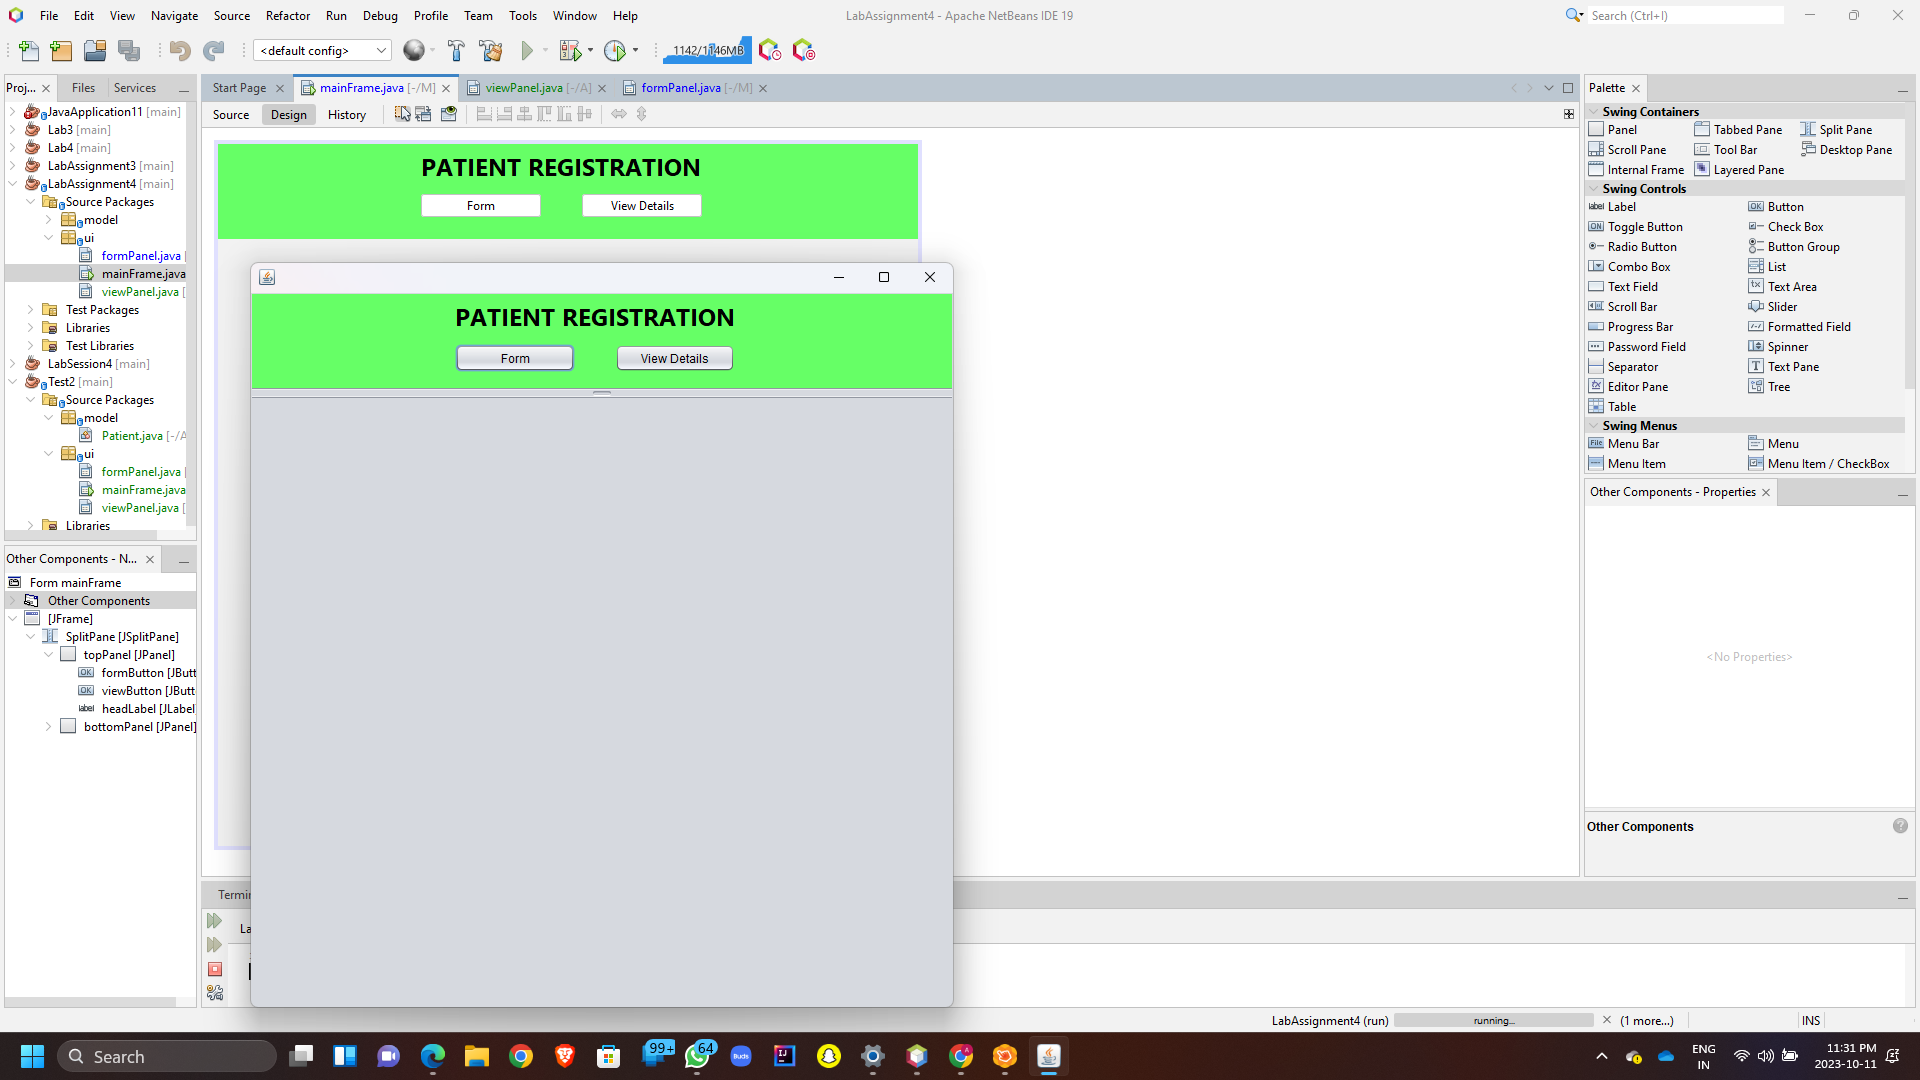 File Edit View Navigate Source Refactor Run Debug Profile Team Tools Window Help
LabAssignment4 - Apache NetBeans IDE 19
Search (Ctrl+I)
<default config>
1142/1146MB
Proj... Files Services
JavaApplication11 [main]
Lab3 [main]
Lab4 [main]
LabAssignment3 [main]
LabAssignment4 [main]
Source Packages
model
ui
formPanel.java
mainFrame.java
viewPanel.java [
Test Packages
Libraries
Test Libraries
LabSession4 [main]
Test2 [main]
Source Packages
model
Patient.java [-/A
ui
formPanel.java [
mainFrame.java
viewPanel.java [
Libraries
Other Components - N...
Form mainFrame
Other Components
[JFrame]
SplitPane [JSplitPane]
topPanel [JPanel]
formButton [JButt
viewButton [JButt
headLabel [JLabel
bottomPanel [JPanel]
Start Page mainFrame.java [-/M] viewPanel.java [-/A] formPanel.java [-/M]
Source Design History
PATIENT REGISTRATION
Form View Details
PATIENT REGISTRATION
Form View Details
Termin
La
Palette
Swing Containers
Panel Tabbed Pane Split Pane
Scroll Pane Tool Bar Desktop Pane
Internal Frame Layered Pane
Swing Controls
label Label OK Button
ON Toggle Button Check Box
Radio Button Button Group
Combo Box List
Text Field Text Area
Scroll Bar Slider
Progress Bar Formatted Field
Password Field Spinner
Separator Text Pane
Editor Pane Tree
Table
Swing Menus
File Menu Bar Menu
Menu Item Menu Item / CheckBox
Other Components - Properties
<No Properties>
Other Components
LabAssignment4 (run) running... (1 more...) INS
Search
99+
64
Buds
ENG
IN
11:31 PM
2023-10-11